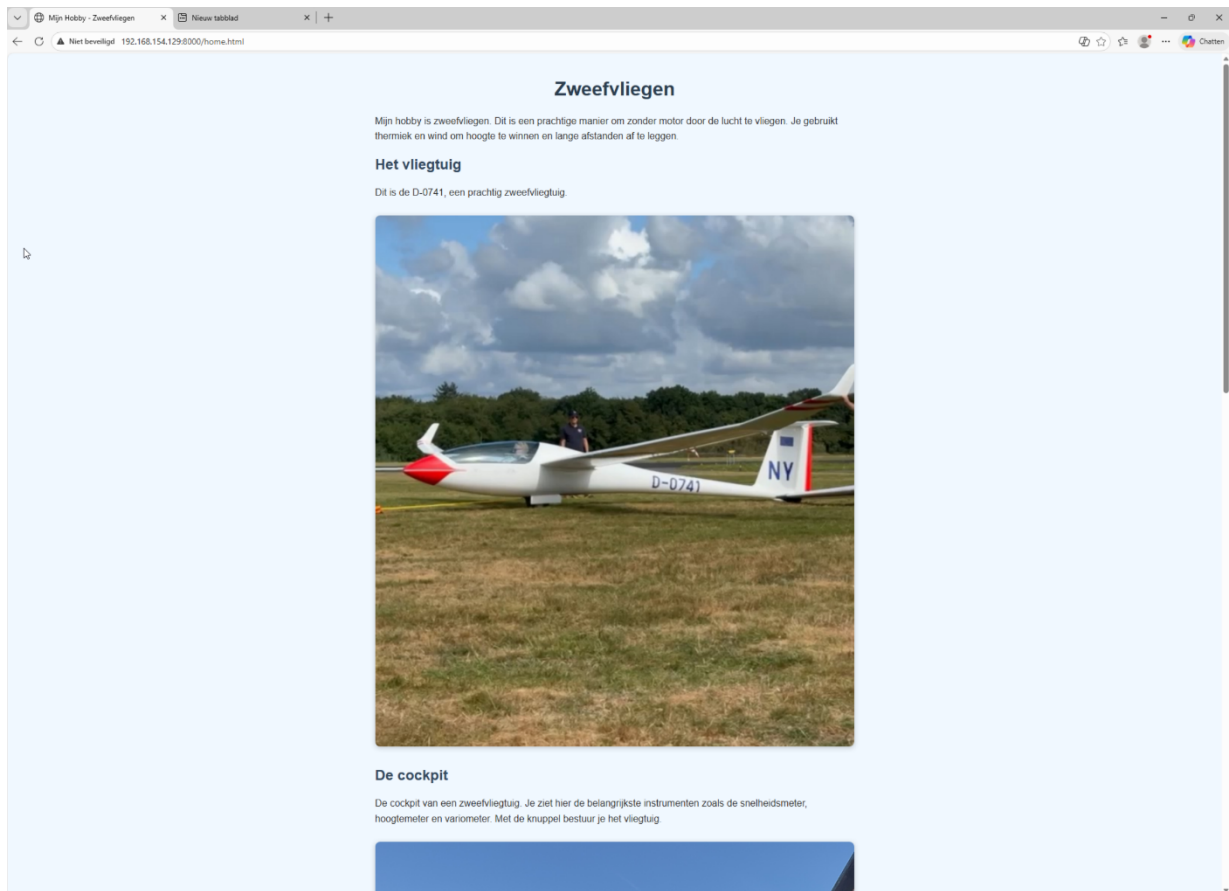 Mijn Hobby - Zweefvliegen
Nieuw tabblad
Niet beveiligd 192.168.154.129:8000/home.html
Chatten
Zweefvliegen
Mijn hobby is zweefvliegen. Dit is een prachtige manier om zonder motor door de lucht te vliegen. Je gebruikt
thermiek en wind om hoogte te winnen en lange afstanden af te leggen.
Het vliegtuig
Dit is de D-0741, een prachtig zweefvliegtuig.
NY
D-0741
De cockpit
De cockpit van een zweefvliegtuig. Je ziet hier de belangrijkste instrumenten zoals de snelheidsmeter,
hoogtemeter en variometer. Met de knuppel bestuur je het vliegtuig.